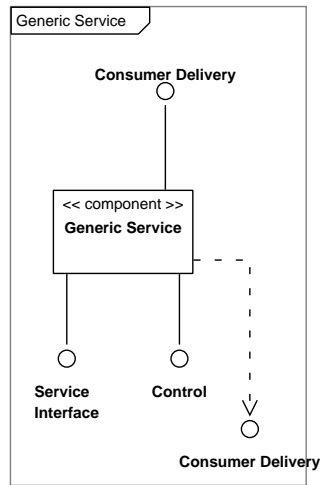 Generic Service
Consumer Delivery
<< component >>
Generic Service
Service
Interface
Control
Consumer Delivery